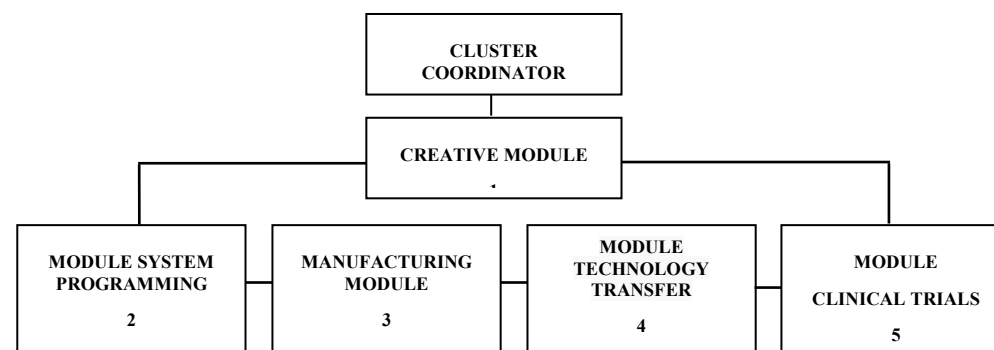 CLUSTER
COORDINATOR
CREATIVE MODULE
MODULE SYSTEM
PROGRAMMING
2
MANUFACTURING
MODULE
3
MODULE
TECHNOLOGY
TRANSFER
4
MODULE
CLINICAL TRIALS
5